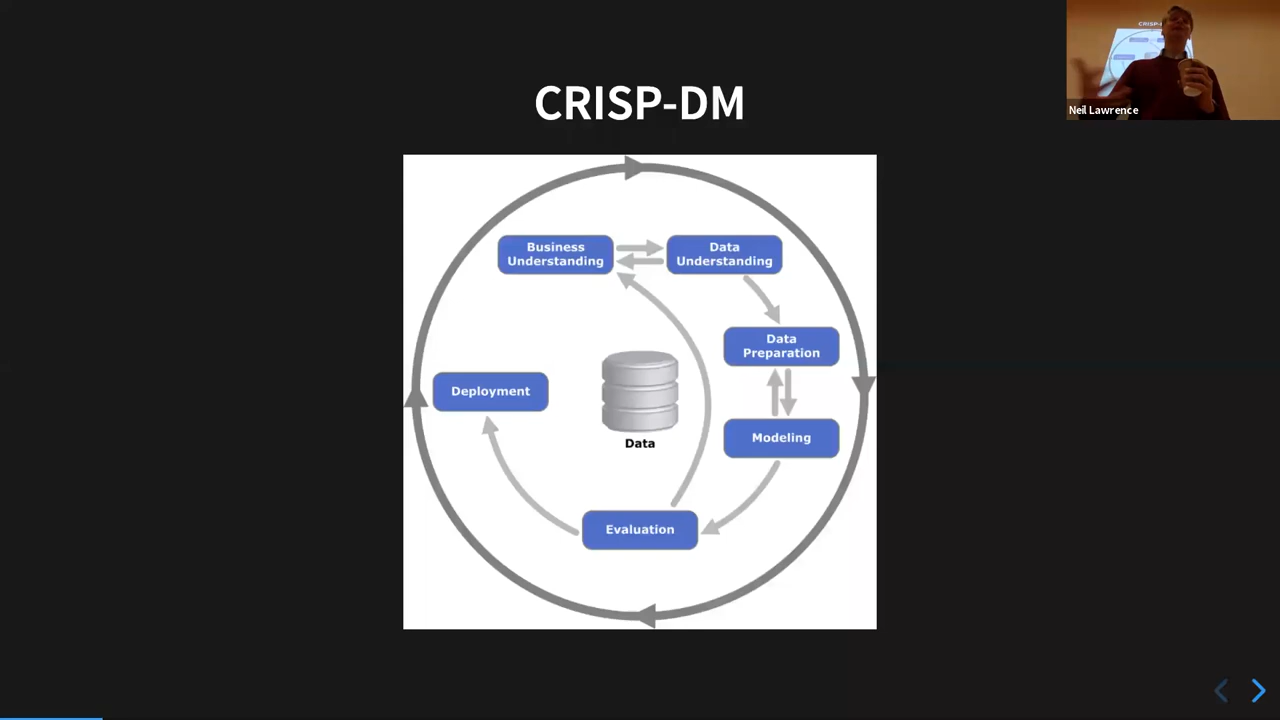 CRISP-DM
Neil Lawrence
Business
Understanding
Data
Understanding
Data
Preparation
Deployment
Data
Modeling
Evaluation